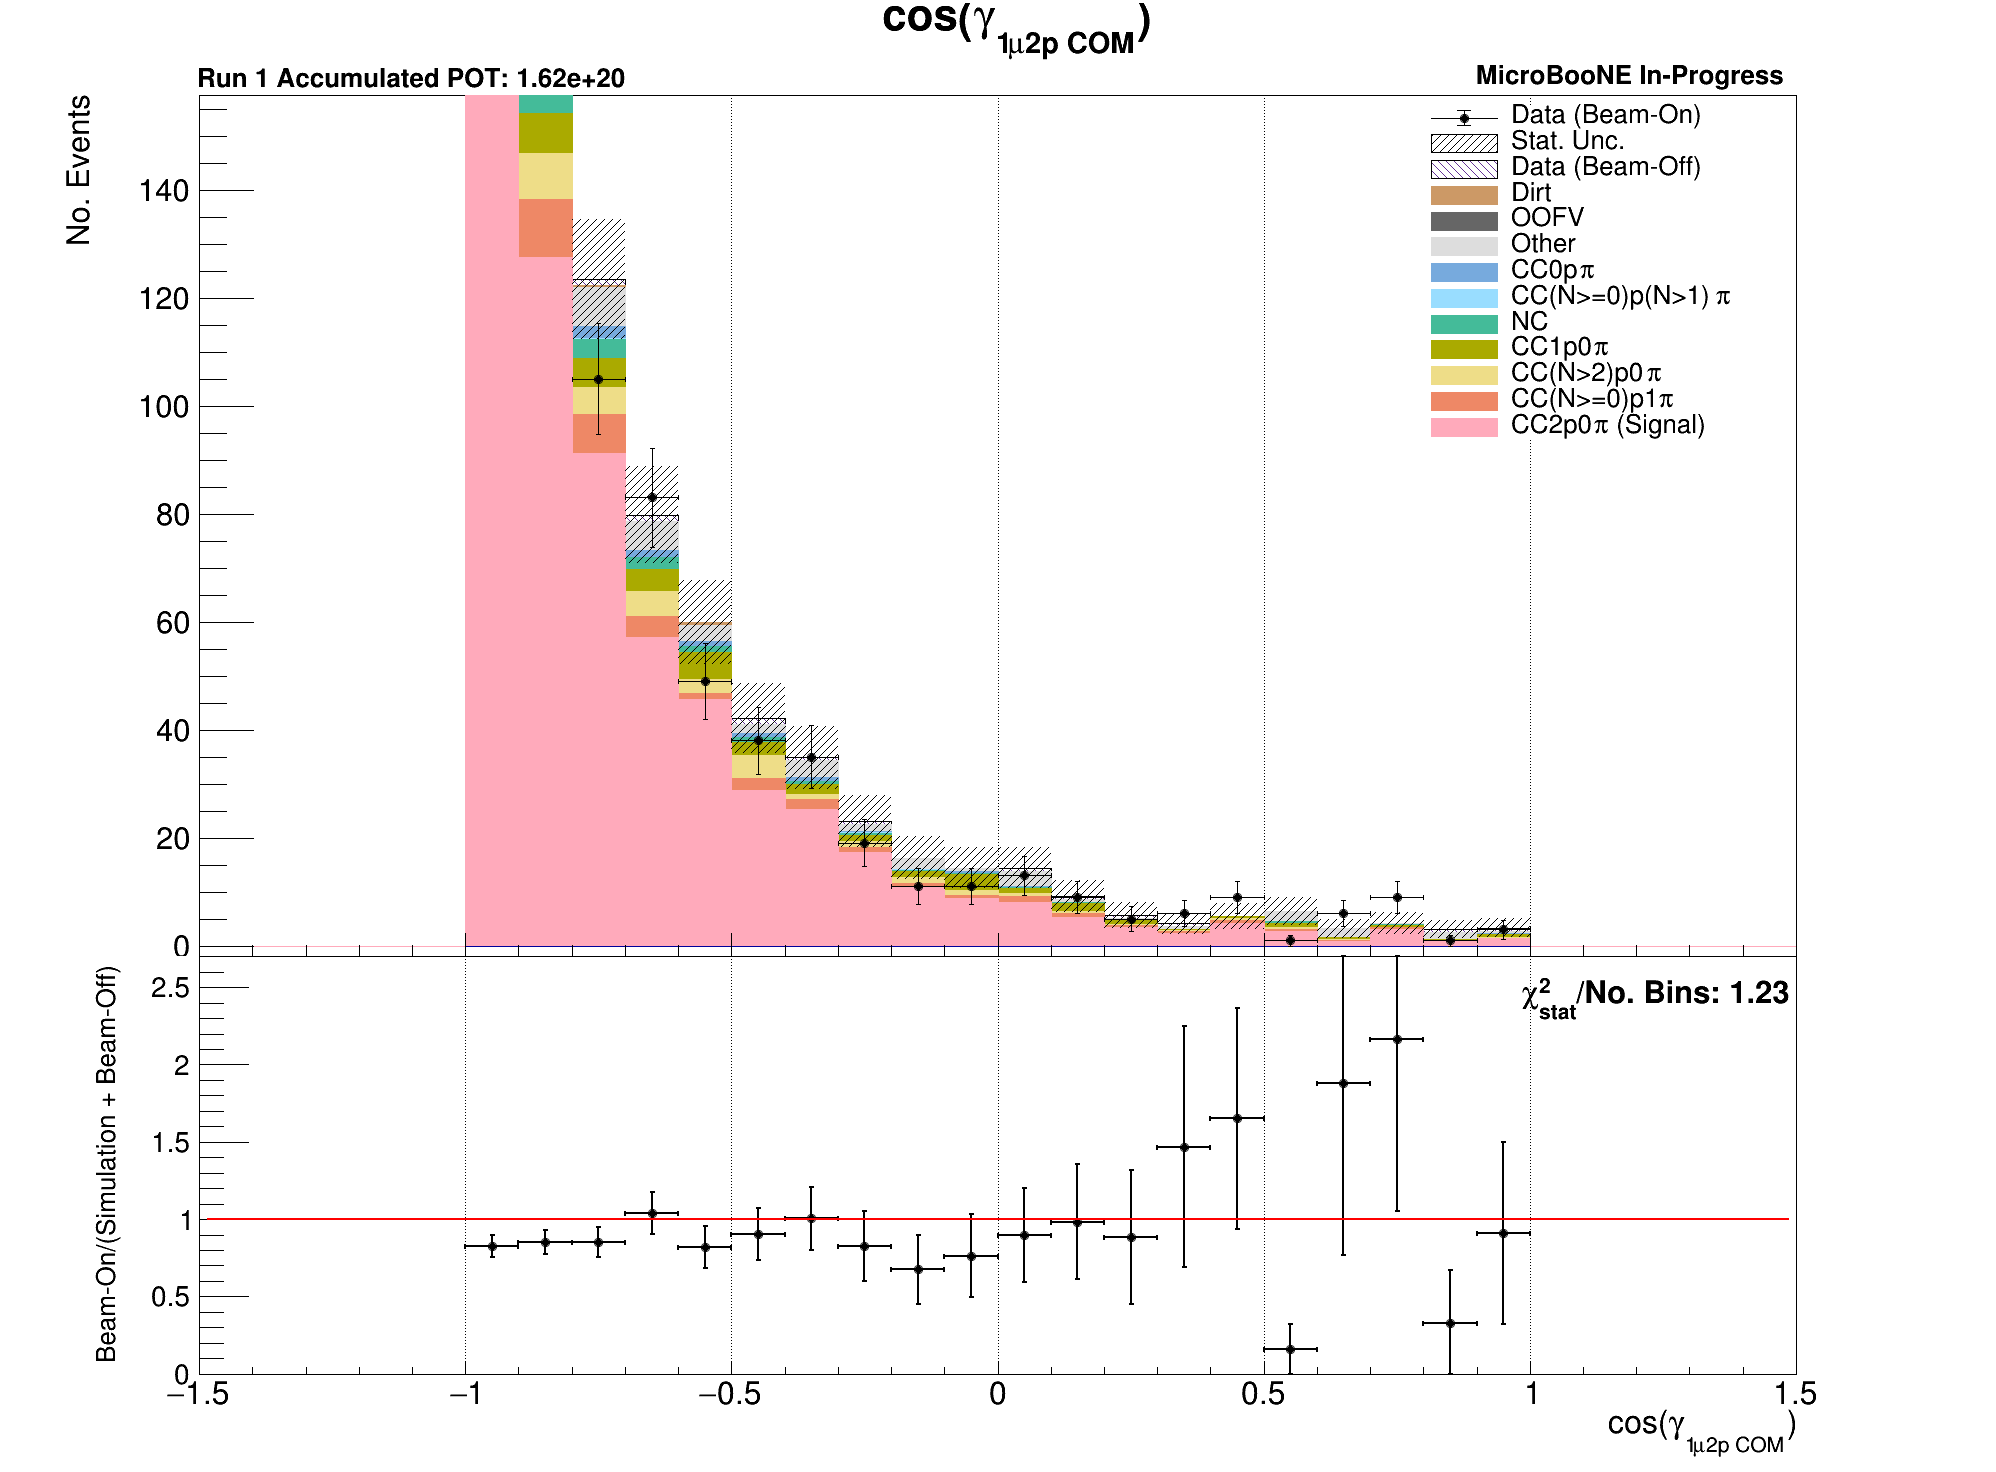 cos(γ1μ2p COM)
Run 1 Accumulated POT: 1.62e+20
MicroBooNE In-Progress
No. Events
140
120
100
80
60
40
20
0
Data (Beam-On)
Stat. Unc.
Data (Beam-Off)
Dirt
OOFV
Other
CC0pπ
CC(N>=0)p(N>1) π
NC
CC1p0π
CC(N>2)p0π
CC(N>=0)p1π
CC2p0π (Signal)
Beam-On/(Simulation + Beam-Off)
2.5
2
1.5
1
0.5
0
χ2stat/No. Bins: 1.23
−1.5 −1 −0.5 0 0.5 1 1.5
cos(γ1μ2p COM)